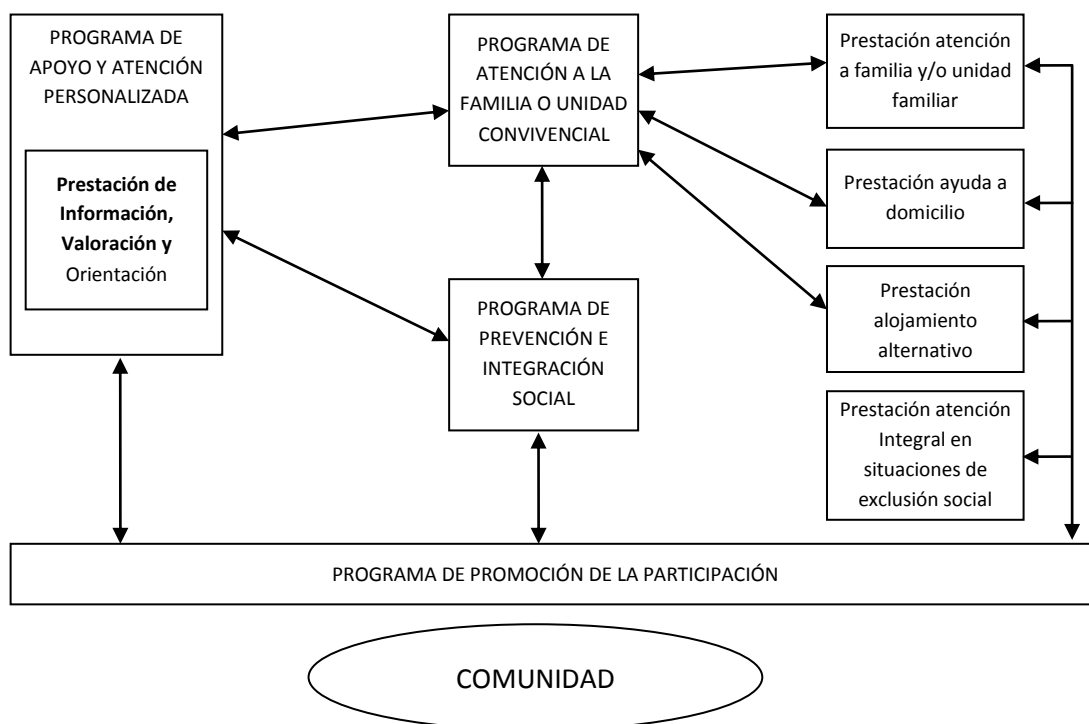 PROGRAMA DE
APOYO Y ATENCIÓN
PERSONALIZADA
Prestación de
Información,
Valoración y
Orientación
PROGRAMA DE
ATENCIÓN A LA
FAMILIA O UNIDAD
CONVIVENCIAL
PROGRAMA DE
PREVENCIÓN E
INTEGRACIÓN
SOCIAL
Prestación atención
a familia y/o unidad
familiar
Prestación ayuda a
domicilio
Prestación
alojamiento
alternativo
Prestación atención
Integral en
situaciones de
exclusión social
PROGRAMA DE PROMOCIÓN DE LA PARTICIPACIÓN
COMUNIDAD